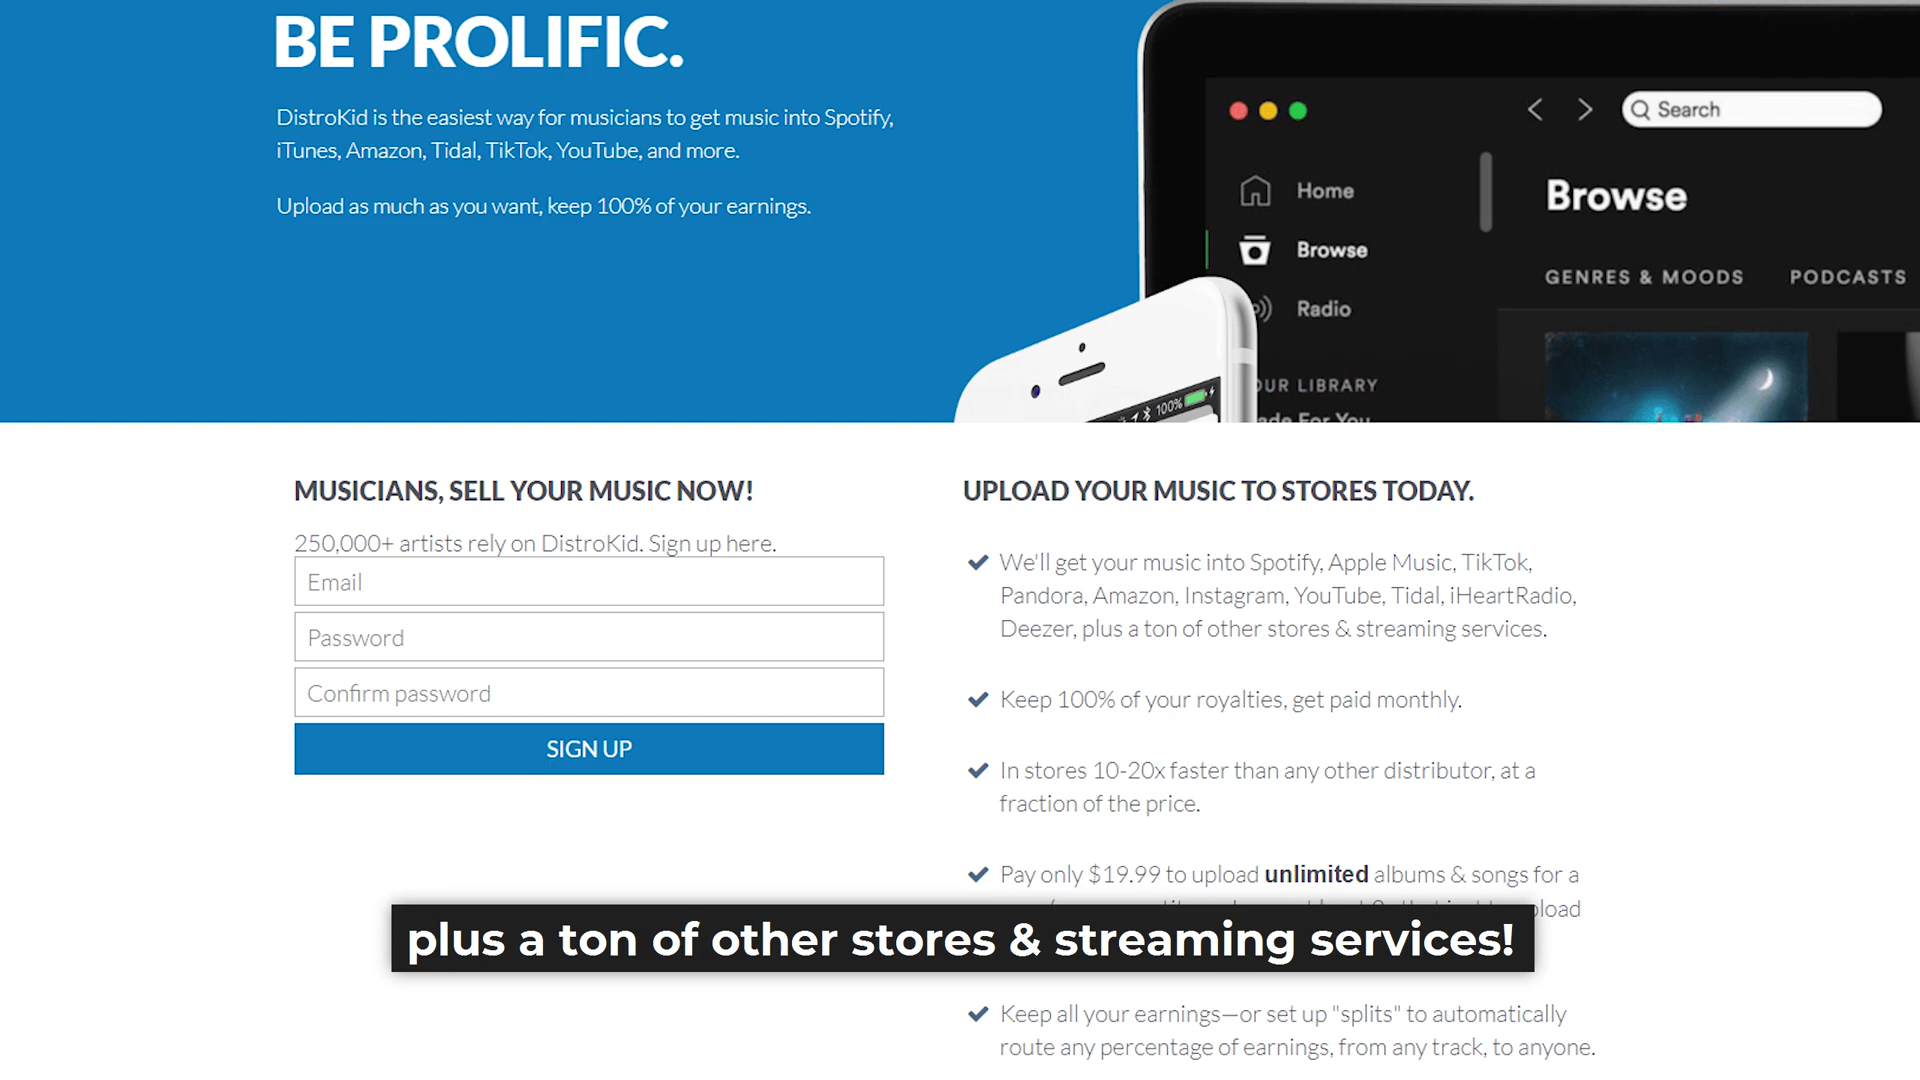 BE PROLIFIC.
DistroKid is the easiest way for musicians to get music into Spotify,
iTunes, Amazon, Tidal, TikTok, YouTube, and more.
Upload as much as you want, keep 100% of your earnings.
Search
Home
Browse
Browse
GENRES & MOODS PODCASTS
Radio
OUR LIBRARY
ade For You
100%
MUSICIANS, SELL YOUR MUSIC NOW!
250,000+ artists rely on DistroKid. Sign up here.
Email
Password
Confirm password
SIGN UP
UPLOAD YOUR MUSIC TO STORES TODAY.
We'll get your music into Spotify, Apple Music, TikTok,
Pandora, Amazon, Instagram, YouTube, Tidal, iHeartRadio,
Deezer, plus a ton of other stores & streaming services.
Keep 100% of your royalties, get paid monthly.
In stores 10-20x faster than any other distributor, at a
fraction of the price.
Pay only $19.99 to upload unlimited albums & songs for a
plus a ton of other stores & streaming services!
Keep all your earnings—or set up "splits" to automatically
route any percentage of earnings, from any track, to anyone.